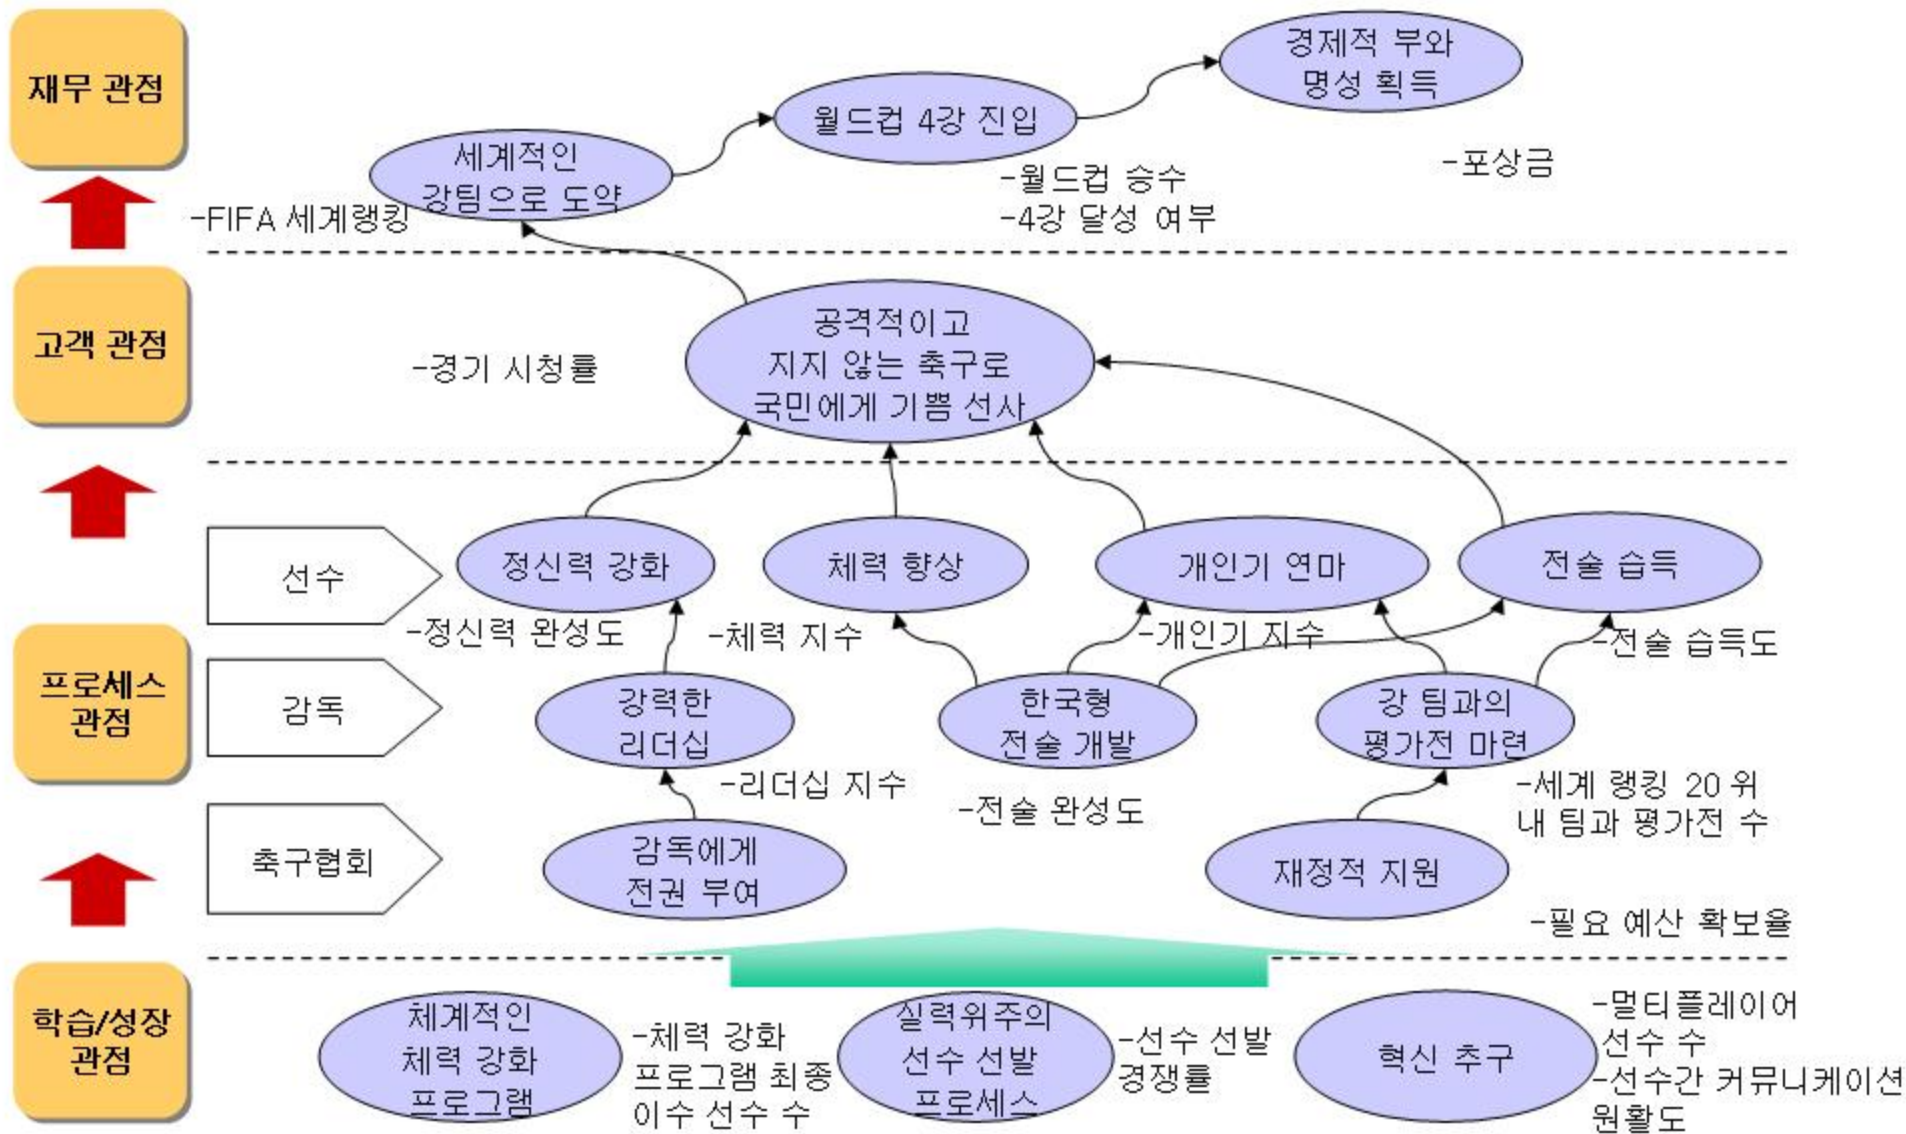 재무 관점
경제적 부와
명성 획득
월드컵 4강 진입
세계적인
강팀으로 도약
-포상금
-월드컵 승수
-4강 달성 여부
-FIFA 세계랭킹
고객 관점
공격적이고
지지 않는 축구로
국민에게 기쁨 선사
-경기 시청률
프로세스
관점
선수
정신력 강화
체력 향상
개인기 연마
전술 습득
-정신력 완성도
-체력 지수
-개인기 지수
-전술 습득도
감독
강력한
리더십
한국형
전술 개발
강 팀과의
평가전 마련
-리더십 지수
-전술 완성도
-세계 랭킹 20 위
내 팀과 평가전 수
축구협회
감독에게
전권 부여
재정적 지원
-필요 예산 확보율
학습/성장
관점
체계적인
체력 강화
프로그램
-체력 강화
프로그램 최종
이수 선수 수
실력위주의
선수 선발
프로세스
-선수 선발
경쟁률
혁신 추구
-멀티플레이어
선수 수
-선수간 커뮤니케이션
원활도